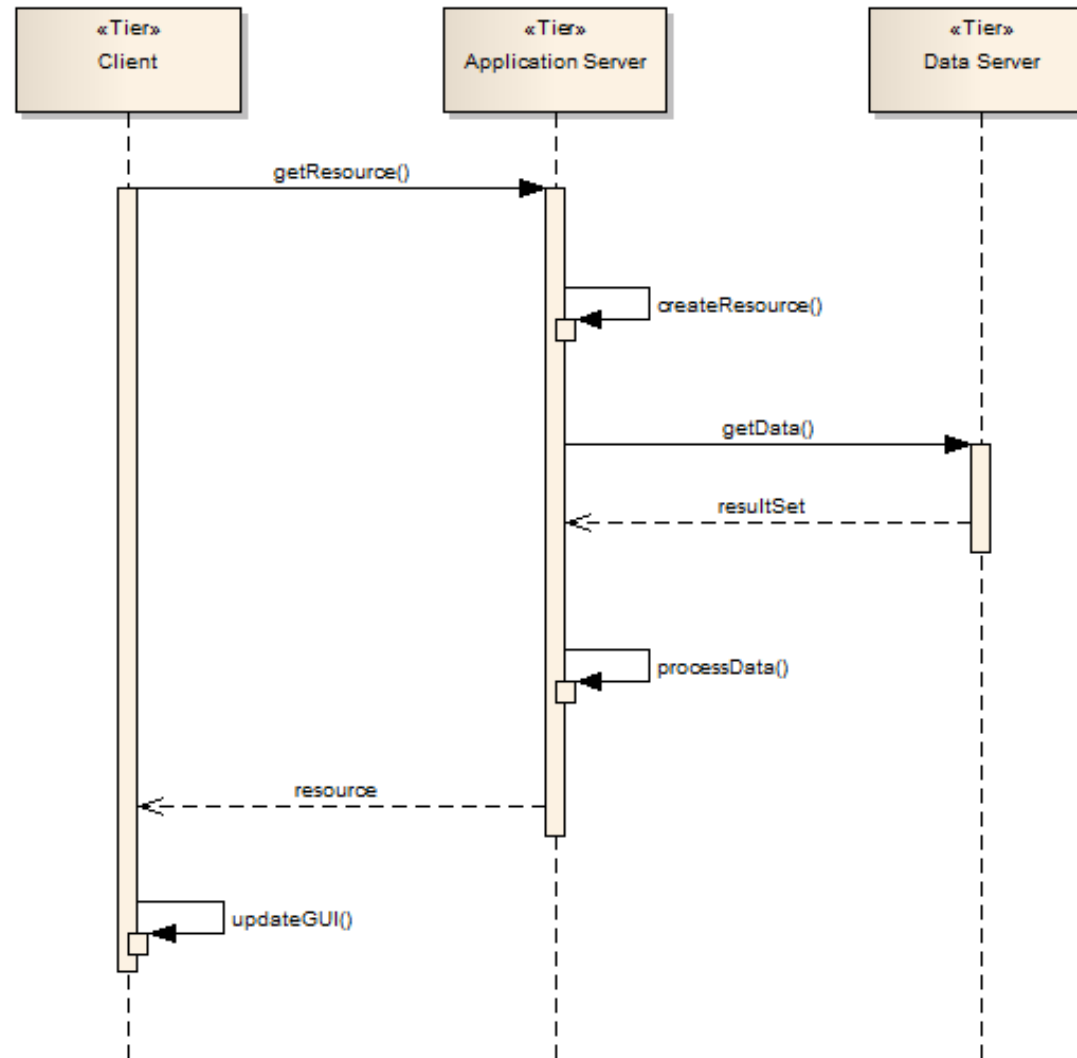 «Tier»
Client
«Tier»
Application Server
«Tier»
Data Server
getResource()
createResource()
getData()
resultSet
processData()
resource
updateGUI()